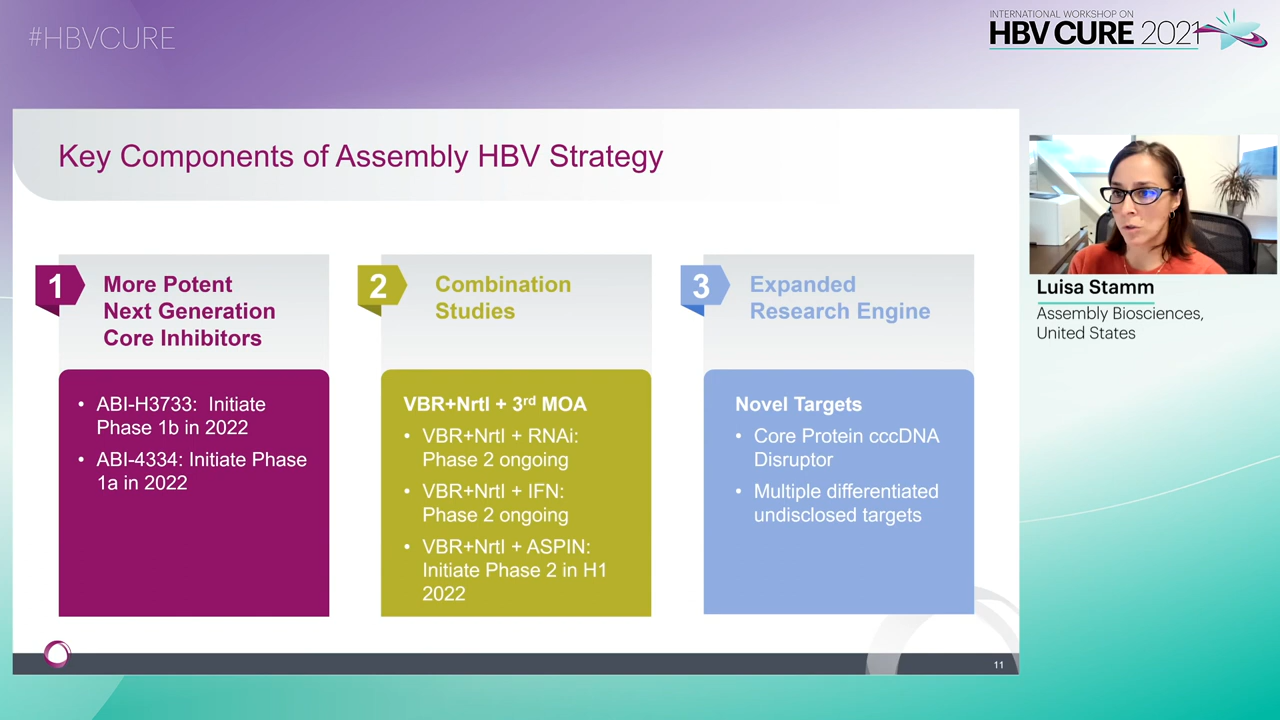 #HBVCURE
INTERNATIONAL WORKSHOP ON
HBV CURE 2021
Key Components of Assembly HBV Strategy
1
More Potent
Next Generation
Core Inhibitors
• ABI-H3733: Initiate
Phase 1b in 2022
• ABI-4334: Initiate Phase
1a in 2022
2
Combination
Studies
VBR+NrtI + 3rd MOA
• VBR+NrtI + RNAi:
Phase 2 ongoing
• VBR+NrtI + IFN:
Phase 2 ongoing
• VBR+NrtI + ASPIN:
Initiate Phase 2 in H1
2022
3
Expanded
Research Engine
Novel Targets
• Core Protein cccDNA
Disruptor
• Multiple differentiated
undisclosed targets
11
Luisa Stamm
Assembly Biosciences,
United States